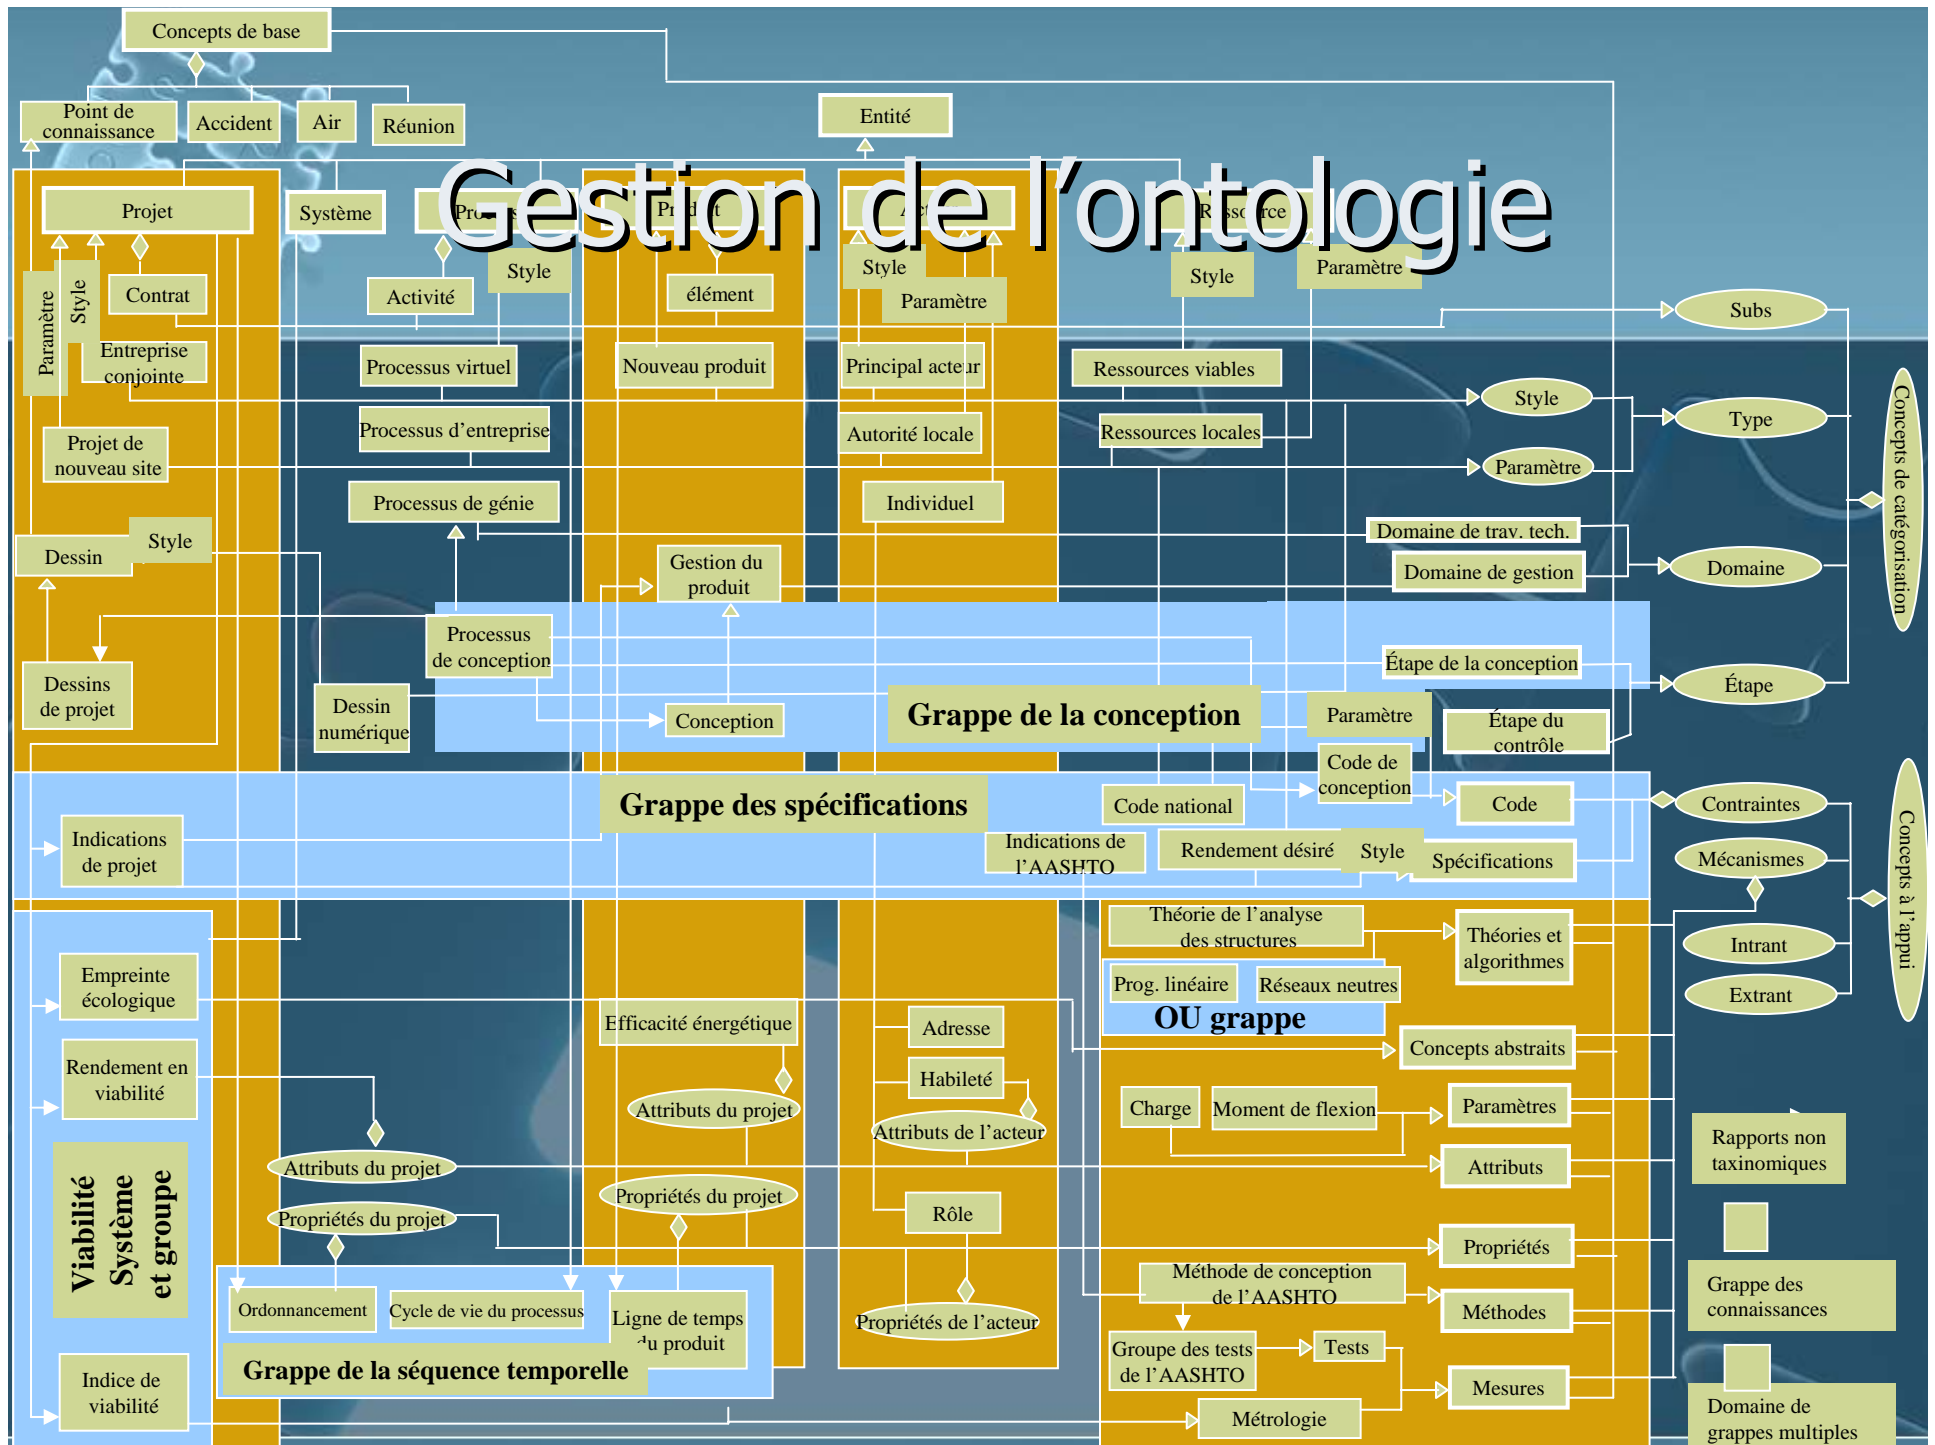 Concepts de base
Point de
connaissance
Accident
Air
Réunion
Entité
Gestion de l’ontologie
Projet
Système
Produit
Ressource
Paramètre
Style
Contrat
Activité
Style
élément
Style
Paramètre
Style
Paramètre
Subs
Entreprise
conjointe
Processus virtuel
Nouveau produit
Principal acteur
Ressources viables
Style
Type
Projet de
nouveau site
Processus d’entreprise
Autorité locale
Ressources locales
Paramètre
Concepts de catégorisation
Processus de génie
Individuel
Dessin
Style
Gestion du
produit
Domaine de trav. tech.
Domaine de gestion
Domaine
Processus
de conception
Étape de la conception
Étape
Dessins
de projet
Dessin
numérique
Conception
Grappe de la conception
Paramètre
Étape du
contrôle
Code de
conception
Grappe des spécifications
Code national
Code
Contraintes
Indications
de projet
Indications de
l’AASHTO
Rendement désiré
Style
Spécifications
Mécanismes
Concepts à l’appui
Théorie de l’analyse
des structures
Théories et
algorithmes
Intrant
Empreinte
écologique
Prog. linéaire
Réseaux neutres
OU grappe
Extrant
Efficacité énergétique
Adresse
Concepts abstraits
Rendement en
viabilité
Habileté
Attributs du projet
Charge
Moment de flexion
Paramètres
Attributs de l’acteur
Rapports non
taxinomiques
Attributs du projet
Attributs
Viabilité
Système
et groupe
Propriétés du projet
Propriétés du projet
Rôle
Propriétés
Méthode de conception
de l’AASHTO
Grappe des
connaissances
Ordonnancement
Cycle de vie du processus
Ligne de temps
du produit
Propriétés de l’acteur
Méthodes
Grappe de la séquence temporelle
Groupe des tests
de l’AASHTO
Tests
Indice de
viabilité
Mesures
Métrologie
Domaine de
grappes multiples